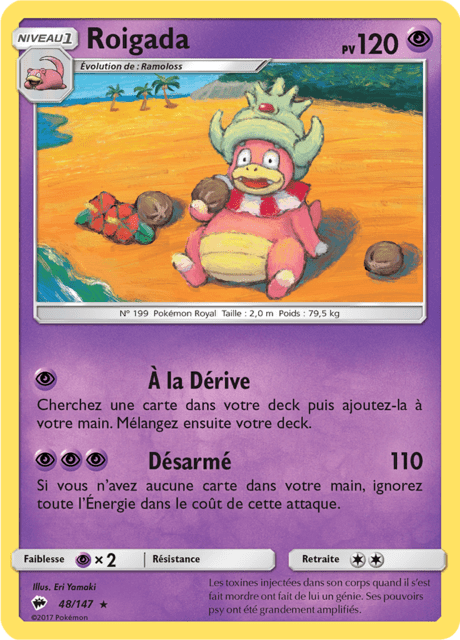 NIVEAU 1
Roigada
PV 120
Évolution de : Ramoloss
N° 199 Pokémon Royal Taille : 2,0 m Poids : 79,5 kg
À la Dérive
Cherchez une carte dans votre deck puis ajoutez-la à
votre main. Mélangez ensuite votre deck.
Désarmé 110
Si vous n'avez aucune carte dans votre main, ignorez
toute l'Énergie dans le coût de cette attaque.
Faiblesse ×2 Résistance Retraite
Illus. Eri Yamaki
48/147 ★
©2017 Pokémon
Les toxines injectées dans son corps quand il s'est
fait mordre ont fait de lui un génie. Ses pouvoirs
psy ont été grandement amplifiés.